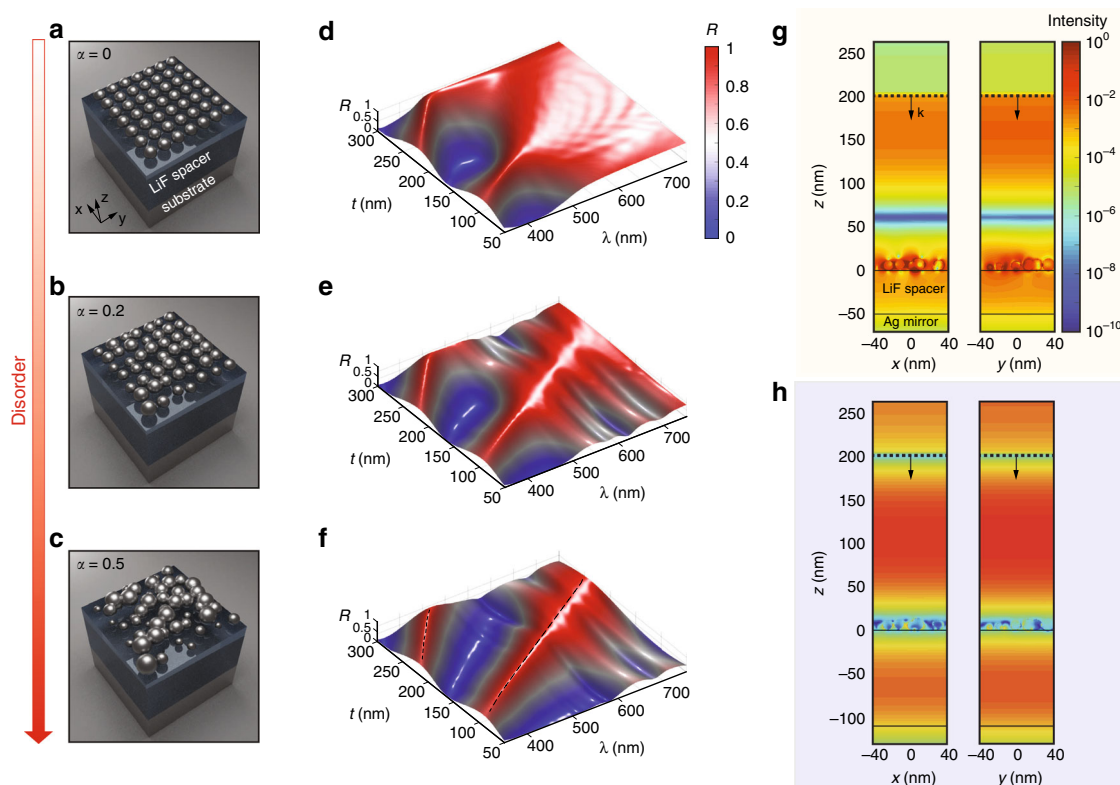 Disorder
a
α = 0
LiF spacer
substrate
x
z
y
b
α = 0.2
c
α = 0.5
d
R
1
0.5
0
300
250
200
150
100
50
t (nm)
400
500
600
700
λ (nm)
R
1
0.8
0.6
0.4
0.2
0
e
R
1
0.5
0
300
250
200
150
100
50
t (nm)
400
500
600
700
λ (nm)
f
R
1
0.5
0
300
250
200
150
100
50
t (nm)
400
500
600
700
λ (nm)
g
Intensity
10⁰
10⁻²
10⁻⁴
10⁻⁶
10⁻⁸
10⁻¹⁰
250
200
150
100
50
0
−50
z (nm)
k
LiF spacer
Ag mirror
−40 0 40
−40 0 40
x (nm)
y (nm)
h
250
200
150
100
50
0
−50
−100
z (nm)
−40 0 40
−40 0 40
x (nm)
y (nm)